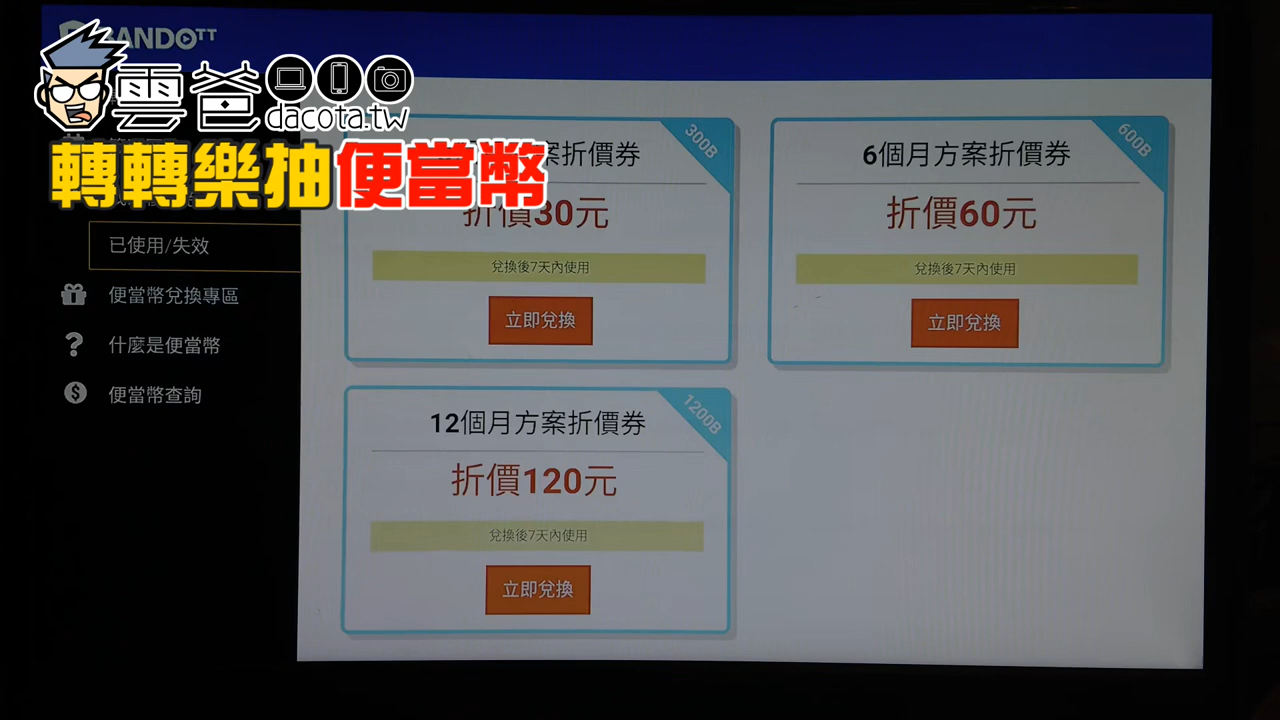 BANDOTT
雲爸
dacota.tw
轉轉樂抽便當幣
已使用/失效
便當幣兌換專區
什麼是便當幣
便當幣查詢
案折價券
300B
折價30元
兌換後7天內使用
立即兌換
6個月方案折價券
600B
折價60元
兌換後7天內使用
立即兌換
12個月方案折價券
1200B
折價120元
兌換後7天內使用
立即兌換